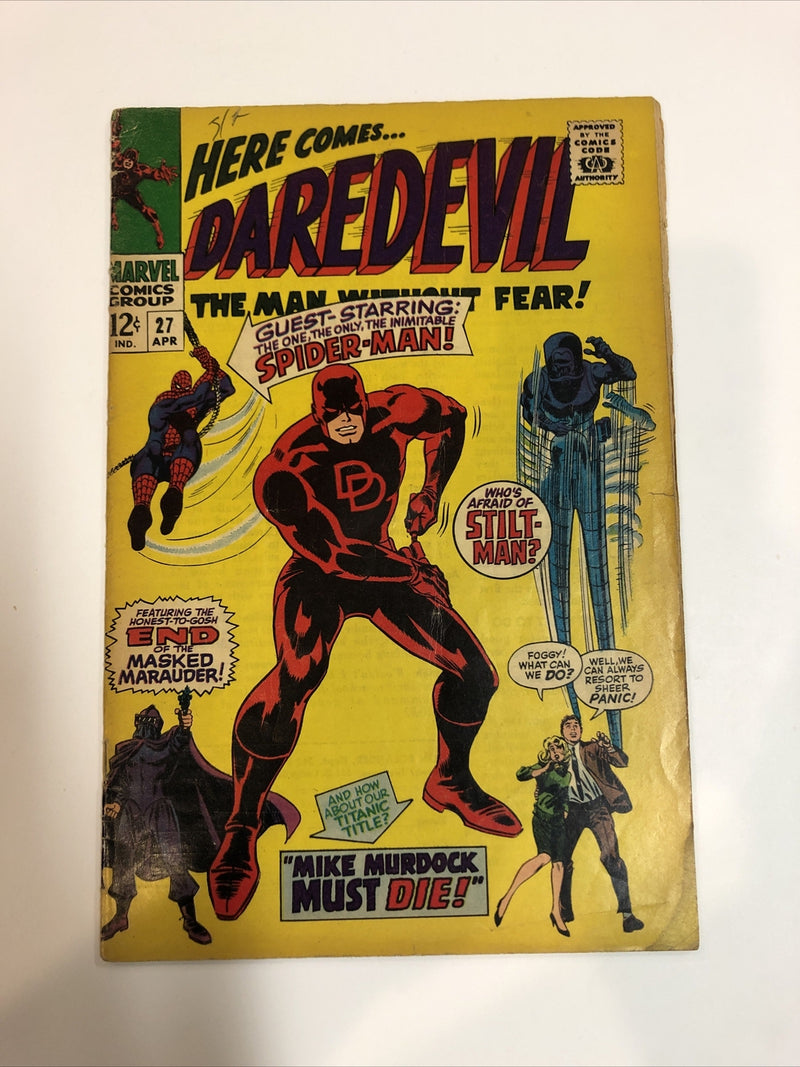 HERE COMES...
DAREDEVIL
THE MAN WITHOUT FEAR!
APPROVED
BY THE
COMICS
CODE
CA
AUTHORITY
MARVEL
COMICS
GROUP
12¢
IND.
27
APR
GUEST-STARRING:
THE ONE, THE ONLY, THE INIMITABLE
SPIDER-MAN!
DD
WHO'S
AFRAID OF
STILT-
MAN?
FEATURING THE
HONEST-TO-GOSH
END
OF THE
MASKED
MARAUDER!
FOGGY!
WHAT CAN
WE DO?
WELL, WE
CAN ALWAYS
RESORT TO
SHEER
PANIC!
AND HOW
ABOUT OUR
TITANIC
TITLE?
"MIKE MURDOCK
MUST DIE!"